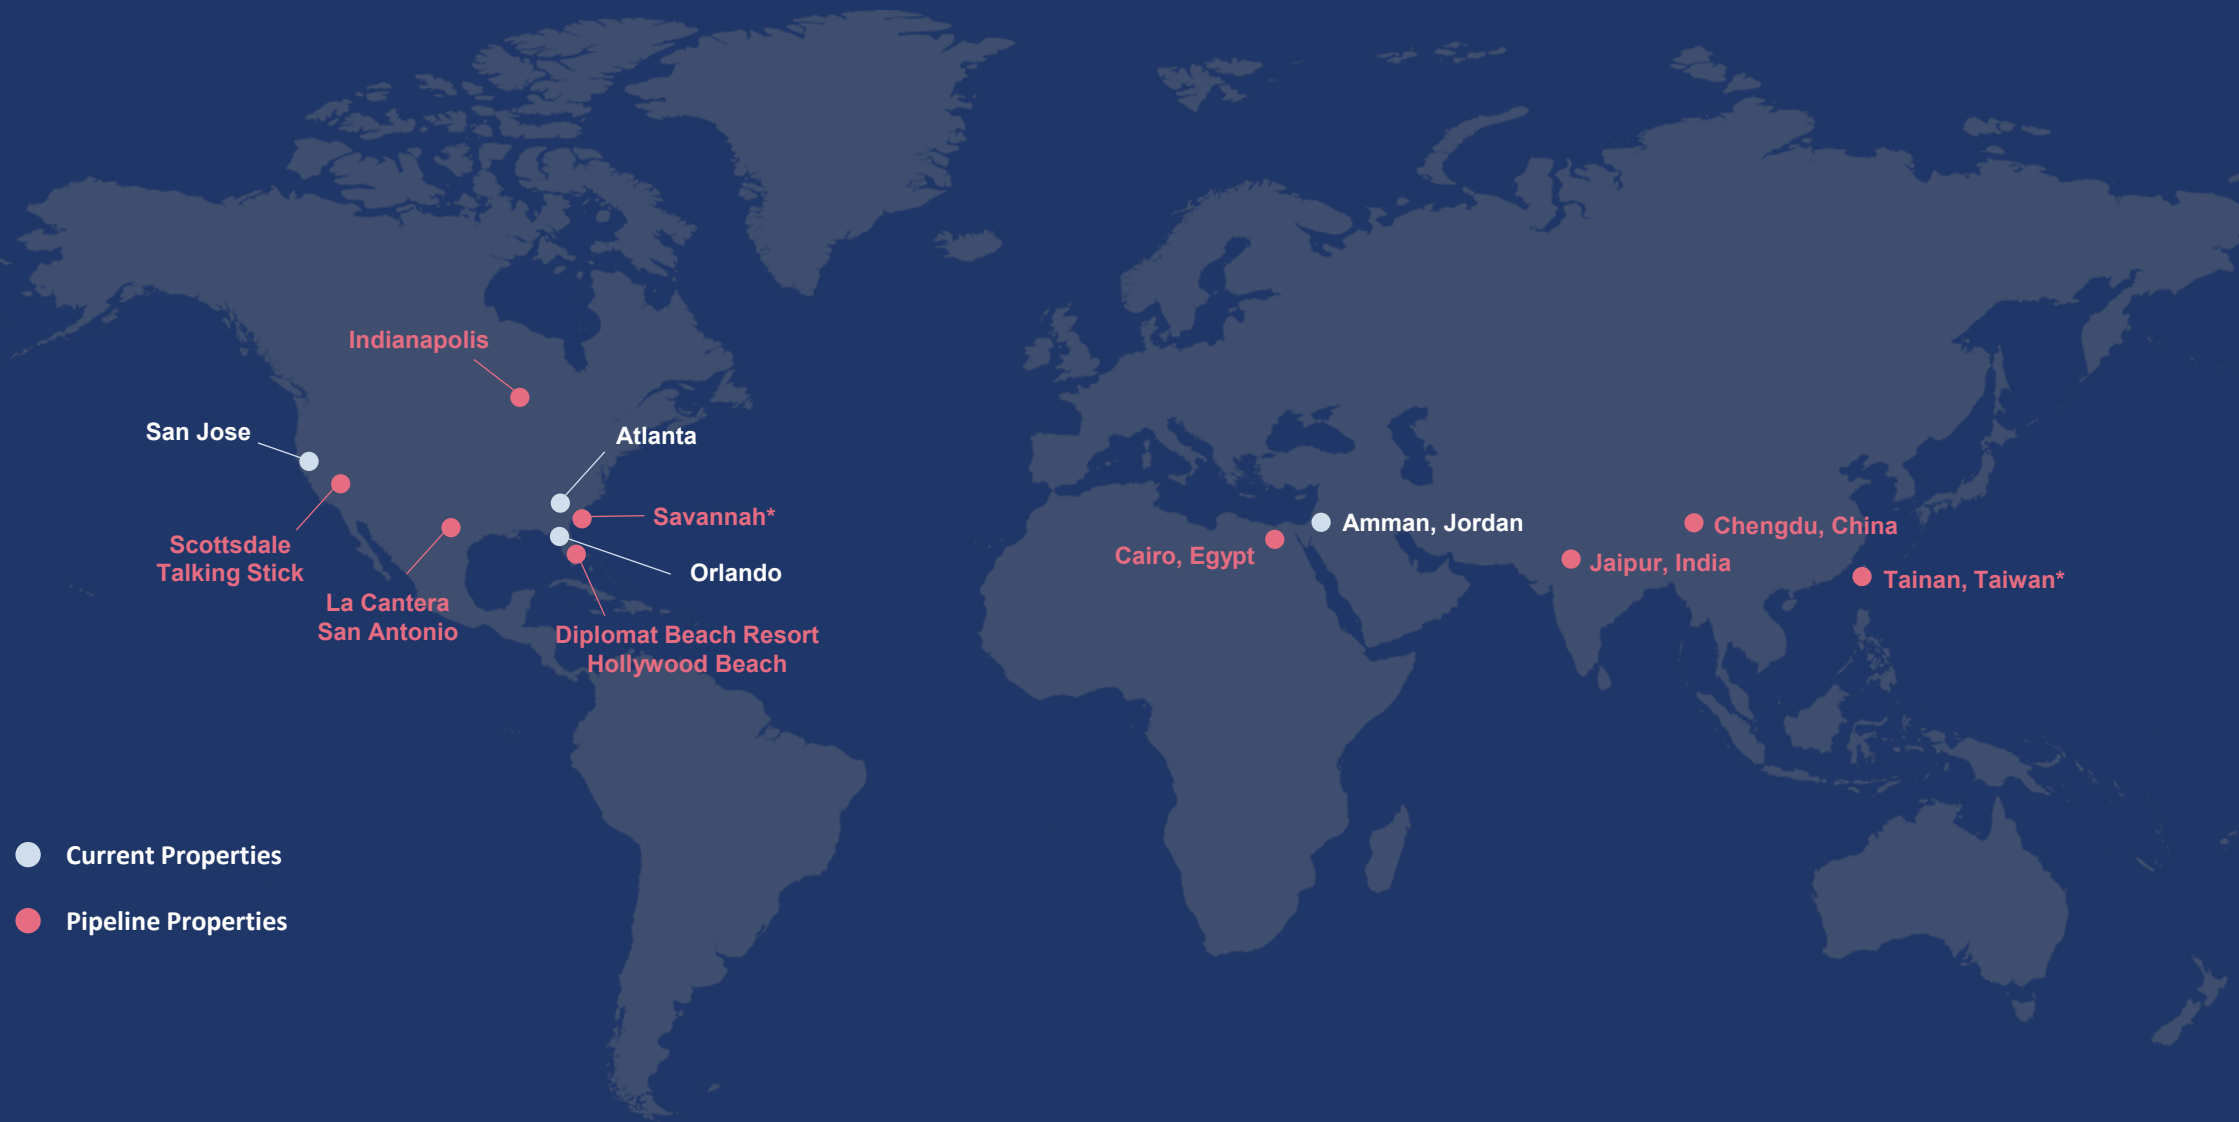 Indianapolis
San Jose
Atlanta
Savannah*
Scottsdale
Talking Stick
Orlando
La Cantera
San Antonio
Diplomat Beach Resort
Hollywood Beach
Amman, Jordan
Cairo, Egypt
Chengdu, China
Jaipur, India
Tainan, Taiwan*
Current Properties
Pipeline Properties